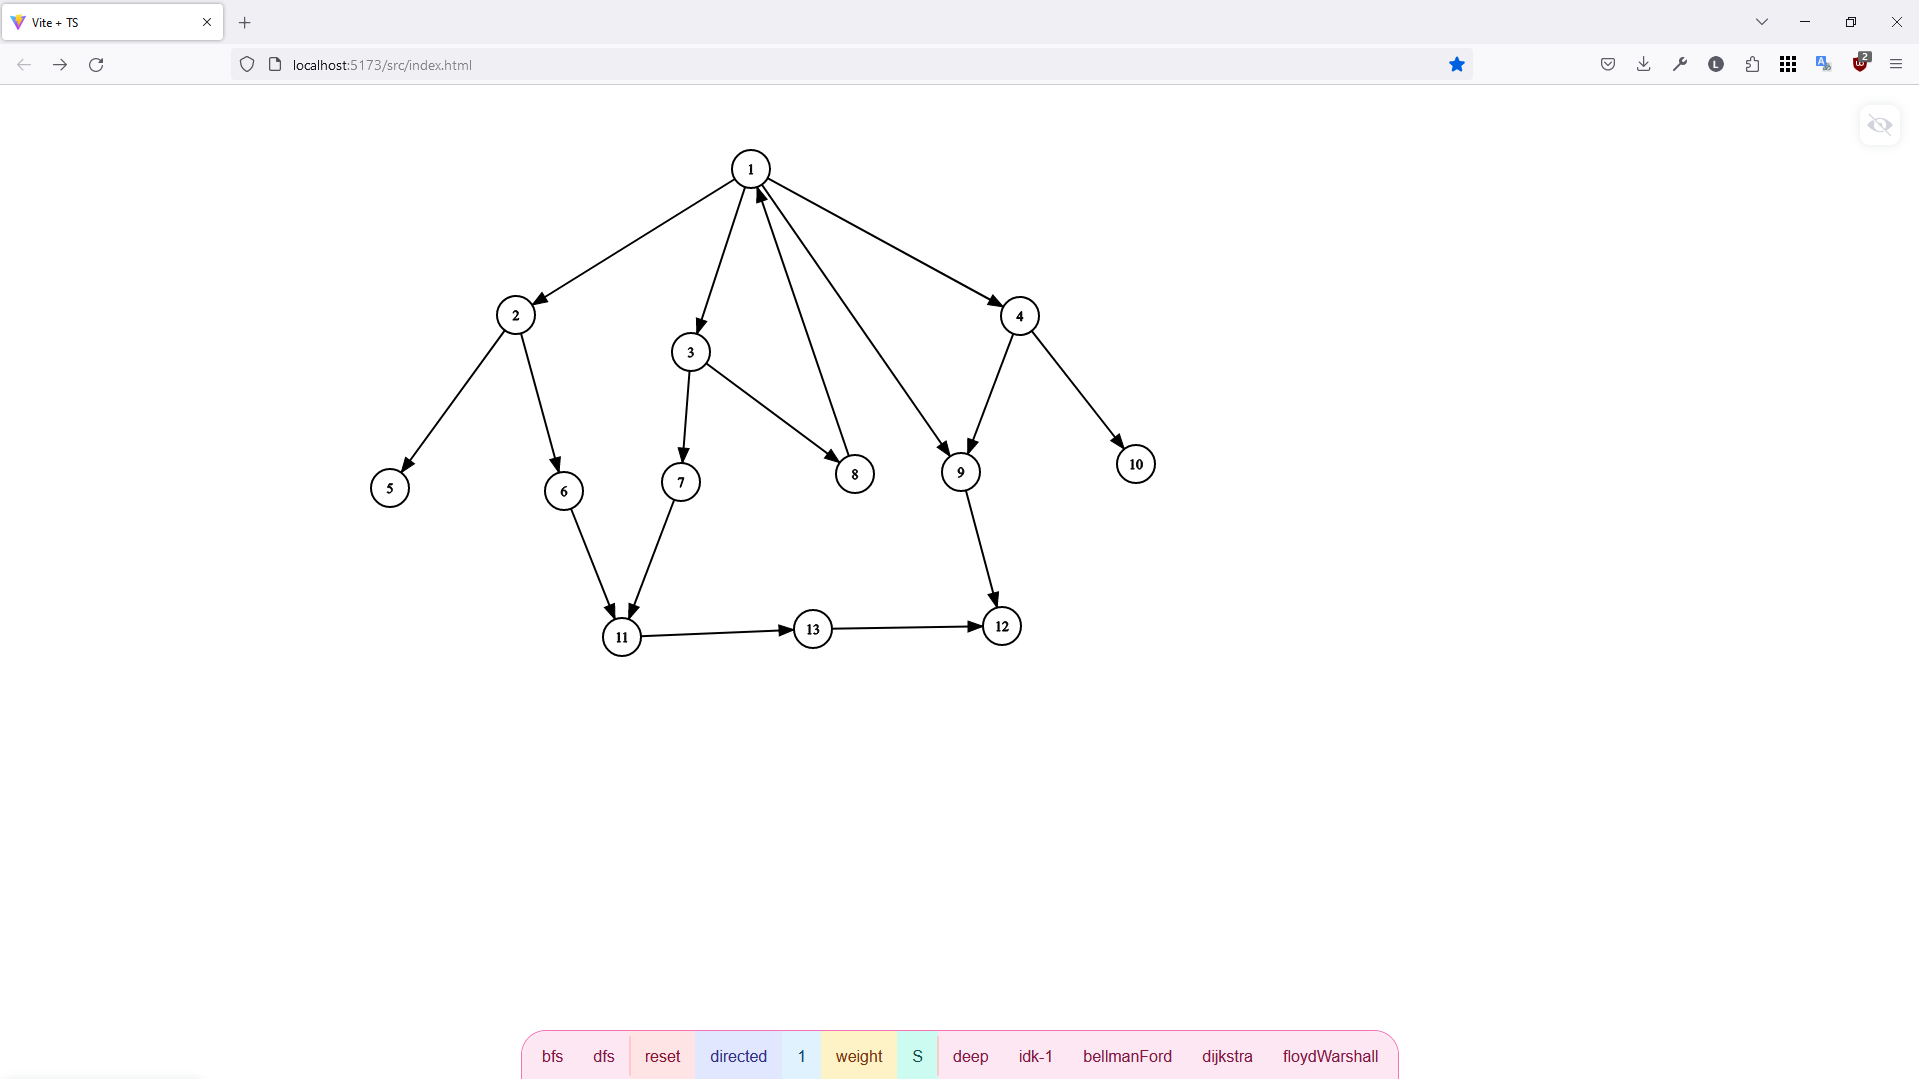 Vite + TS
localhost:5173/src/index.html
L
A
2
1
2
4
3
10
9
8
7
5
6
12
13
11
bfs dfs reset directed 1 weight S deep idk-1 bellmanFord dijkstra floydWarshall